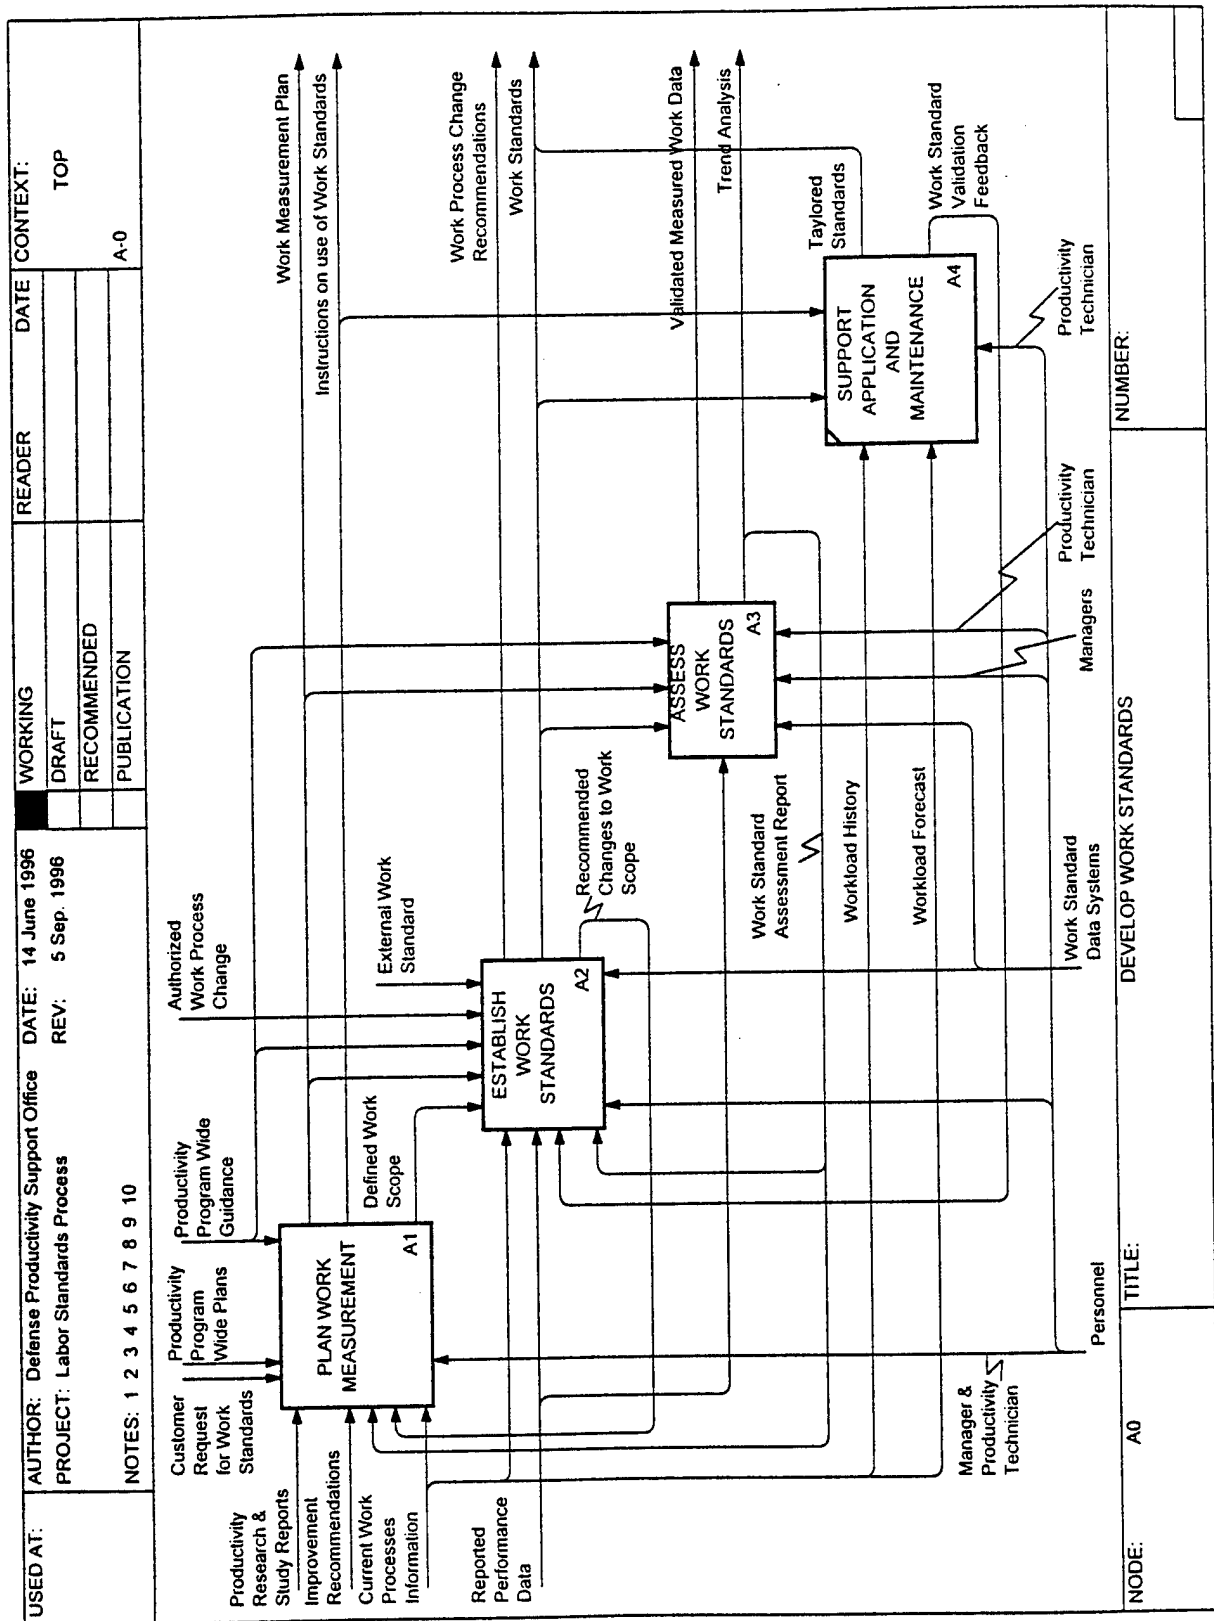 USED AT:
AUTHOR: Defense Productivity Support Office
DATE: 14 June 1996
PROJECT: Labor Standards Process
REV: 5 Sep. 1996
NOTES: 1 2 3 4 5 6 7 8 9 10
WORKING
DRAFT
RECOMMENDED
PUBLICATION
READER
DATE
CONTEXT:
TOP
A-0
Customer
Request
for Work
Standards
Productivity
Program
Wide Plans
Productivity
Program Wide
Guidance
Authorized
Work Process
Change
External Work
Standard
Productivity
Research &
Study Reports
Improvement
Recommendations
Current Work
Processes
Information
Reported
Performance
Data
PLAN WORK
MEASUREMENT
A1
Defined Work
Scope
ESTABLISH
WORK
STANDARDS
A2
Recommended
Changes to Work
Scope
ASSESS
WORK
STANDARDS
A3
Work Standard
Assessment Report
Workload History
Workload Forecast
SUPPORT
APPLICATION
AND
MAINTENANCE
A4
Work Measurement Plan
Instructions on use of Work Standards
Work Process Change
Recommendations
Work Standards
Validated Measured Work Data
Trend Analysis
Taylored
Standards
Work Standard
Validation
Feedback
Manager &
Productivity
Technician
Personnel
Work Standard
Data Systems
Managers
Productivity
Technician
Productivity
Technician
NODE:
A0
TITLE:
DEVELOP WORK STANDARDS
NUMBER: